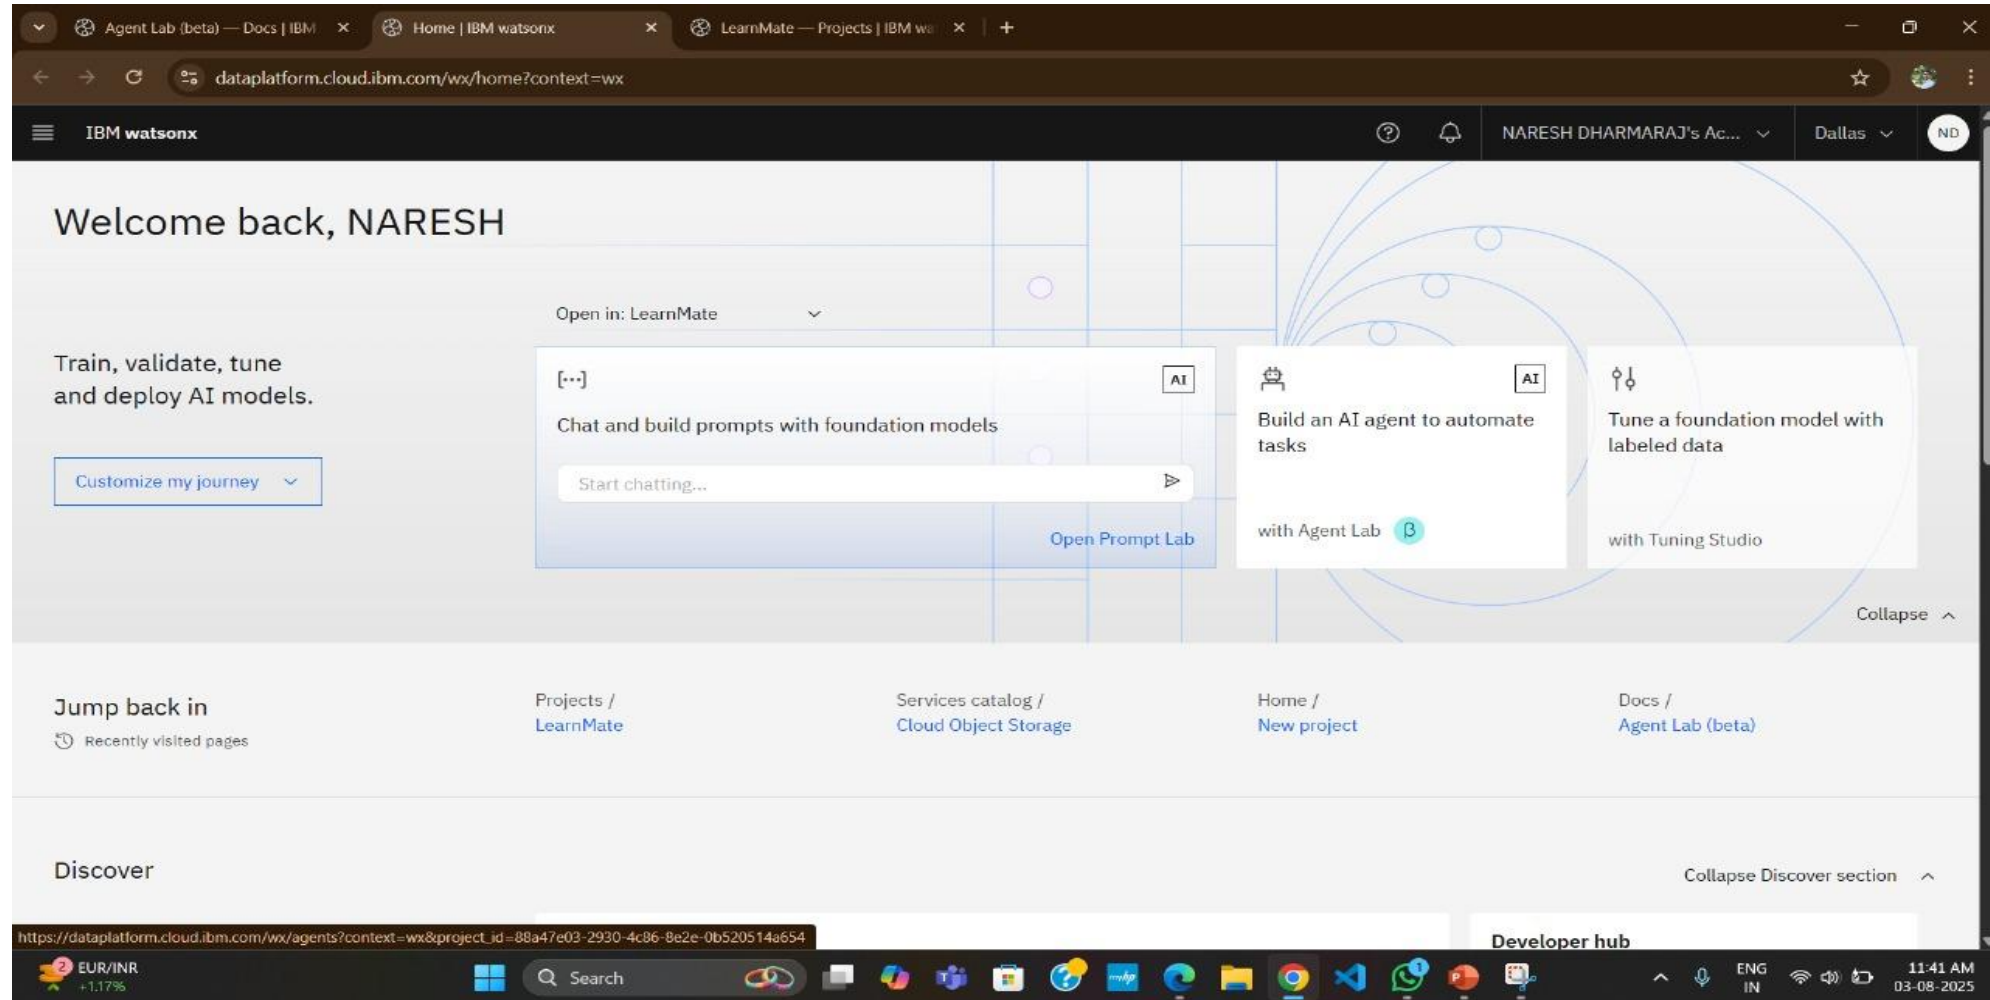 Agent Lab (beta) — Docs | IBM
Home | IBM watsonx
LearnMate — Projects | IBM wa
dataplatform.cloud.ibm.com/wx/home?context=wx
IBM watsonx
NARESH DHARMARAJ's Ac...
Dallas
ND
Welcome back, NARESH
Open in: LearnMate
Train, validate, tune
and deploy AI models.
Customize my journey
[...]
AI
Chat and build prompts with foundation models
Start chatting...
Open Prompt Lab
AI
Build an AI agent to automate
tasks
with Agent Lab β
Tune a foundation model with
labeled data
with Tuning Studio
Collapse
Jump back in
Recently visited pages
Projects /
LearnMate
Services catalog /
Cloud Object Storage
Home /
New project
Docs /
Agent Lab (beta)
Discover
Collapse Discover section
Developer hub
https://dataplatform.cloud.ibm.com/wx/agents?context=wx&project_id=88a47e03-2930-4c86-8e2e-0b520514a654
2
EUR/INR
+1.17%
Search
mhp
1
ENG
IN
11:41 AM
03-08-2025